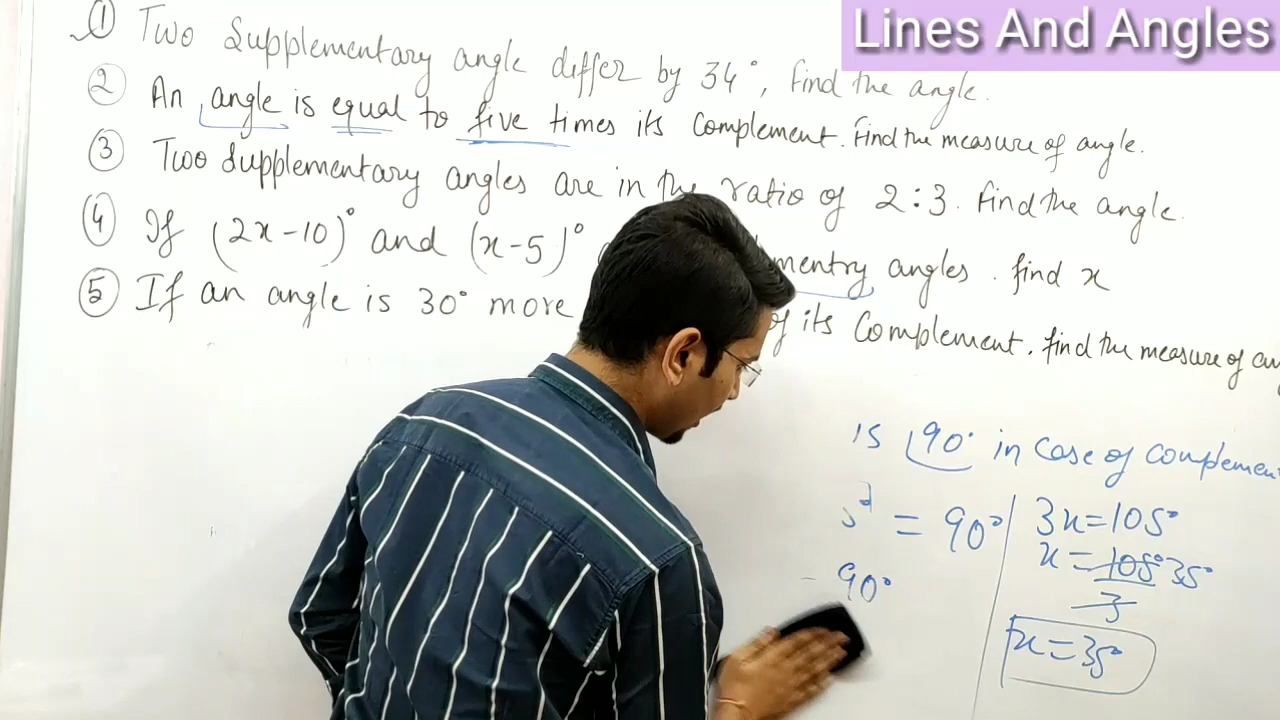 Lines And Angles
① Two Supplementary angle differ by 34°, find the angle.
② An angle is equal to five times its complement. Find the measure of angle.
③ Two Supplementary angles are in the ratio of 2:3. Find the angle.
④ If (2x-10)° and (x-5)° mentry angles. find x
⑤ If an angle is 30° more of its Complement. find the measure of
is 90° in case of complemen
= 90°
90°
3x=105°
x=105° 35°
3
x=35°